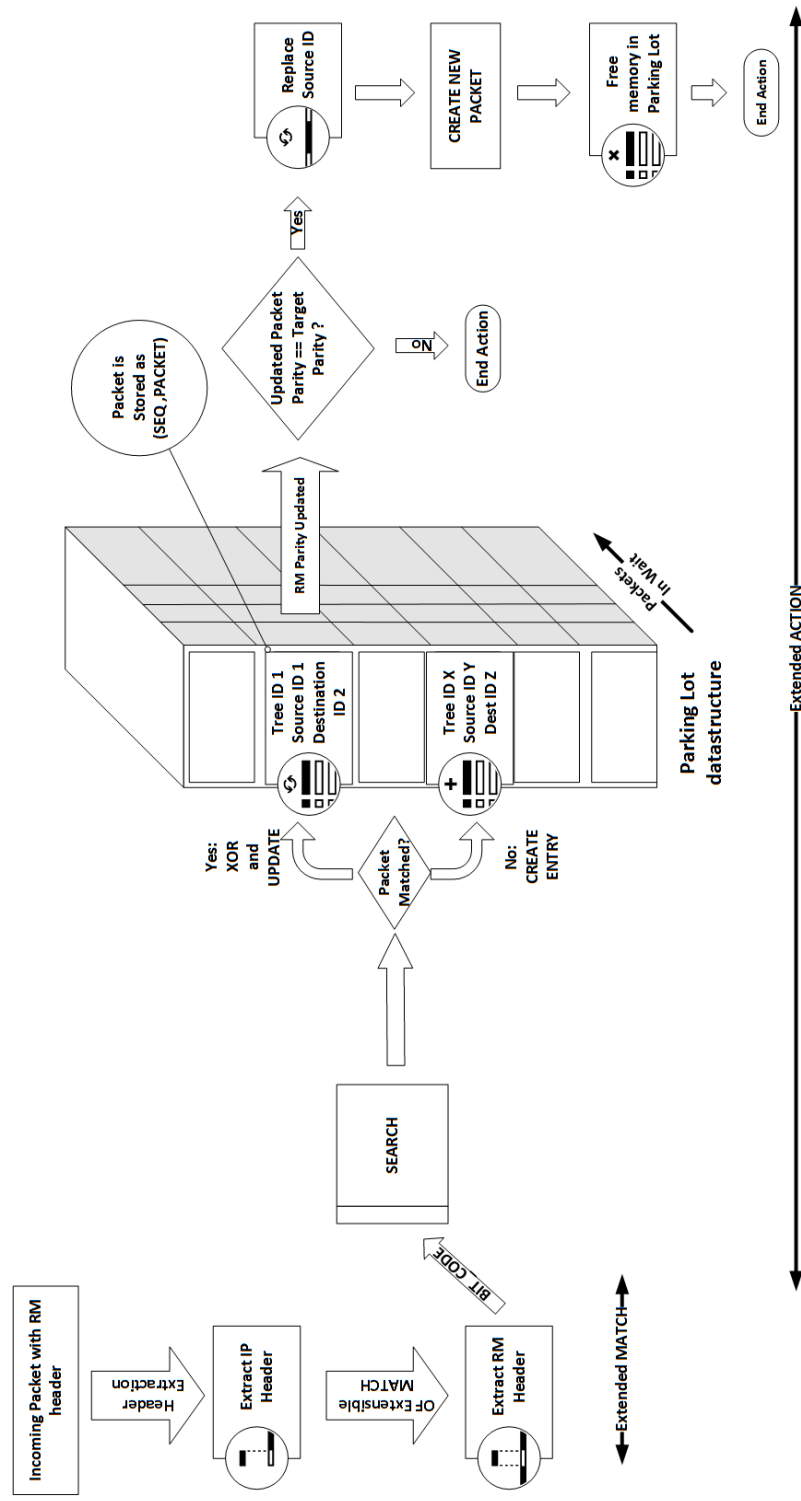 Incoming Packet with RM
header
Header
Extraction
Extract IP
Header
OF Extensible
MATCH
Extract RM
Header
BIT_CODE
Extended MATCH
SEARCH
Packet
Matched?
Yes:
XOR
and
UPDATE
No:
CREATE
ENTRY
Tree ID 1
Source ID 1
Destination
ID 2
Tree ID X
Source ID Y
Dest ID Z
Parking Lot
datastructure
Packets
In Wait
Packet is
Stored as
(SEQ ,PACKET)
RM Parity Updated
Updated Packet
Parity == Target
Parity ?
No
End Action
Yes
Replace
Source ID
CREATE NEW
PACKET
Free
memory in
Parking Lot
End Action
Extended ACTION